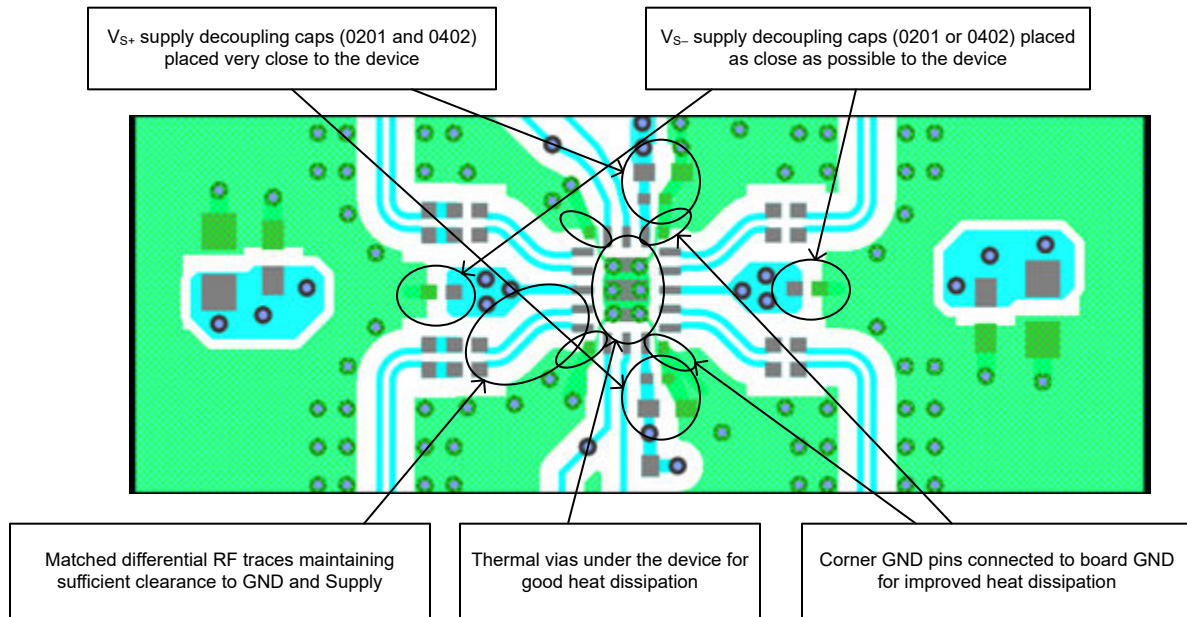 VS+ supply decoupling caps (0201 and 0402)
placed very close to the device
VS– supply decoupling caps (0201 or 0402) placed
as close as possible to the device
Matched differential RF traces maintaining
sufficient clearance to GND and Supply
Thermal vias under the device for
good heat dissipation
Corner GND pins connected to board GND
for improved heat dissipation